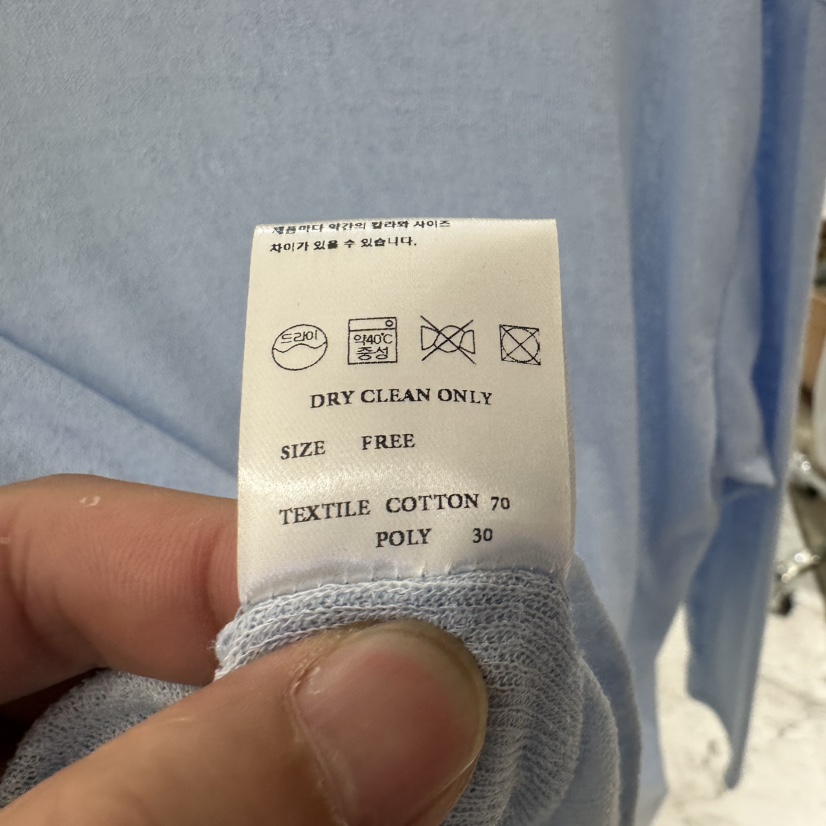 제품마다 약간의 칼라와 사이즈
차이가 있을 수 있습니다.
드라이
약40℃
중성
DRY CLEAN ONLY
SIZE FREE
TEXTILE COTTON 70
POLY 30